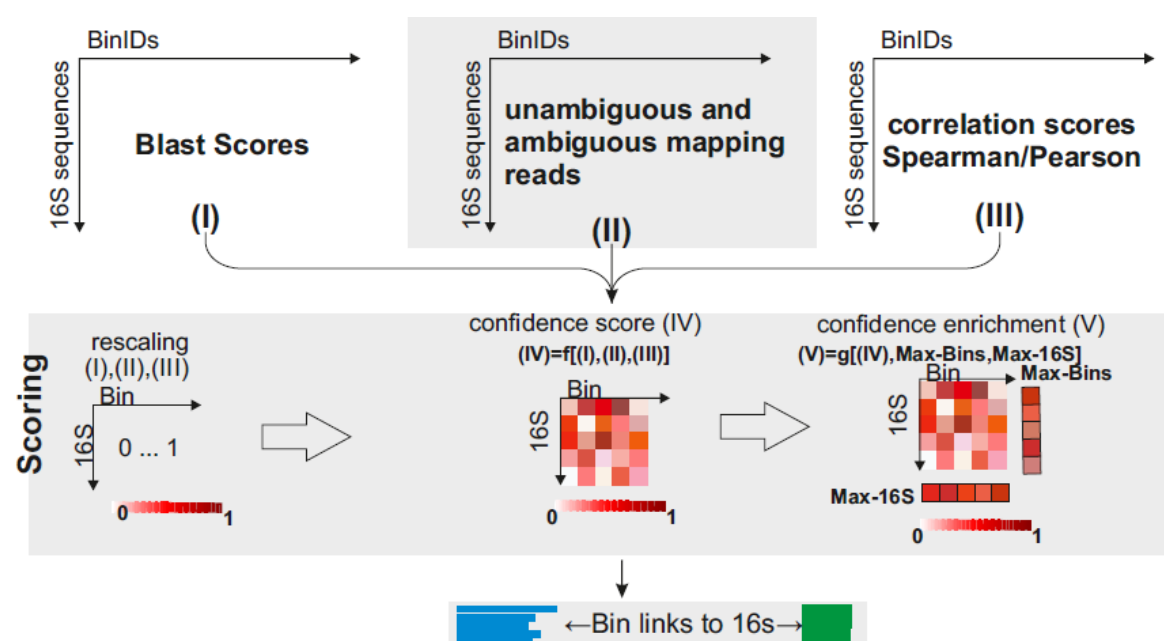 BinIDs
16S sequences
Blast Scores
(I)
BinIDs
16S sequences
unambiguous and
ambiguous mapping
reads
(II)
BinIDs
16S sequences
correlation scores
Spearman/Pearson
(III)
Scoring
rescaling
(I),(II),(III)
Bin
16S
0 ... 1
0 1
confidence score (IV)
(IV)=f[(I),(II),(III)]
Bin
16S
0 1
confidence enrichment (V)
(V)=g[(IV),Max-Bins,Max-16S]
Bin
Max-Bins
16S
Max-16S
0 1
←Bin links to 16s→